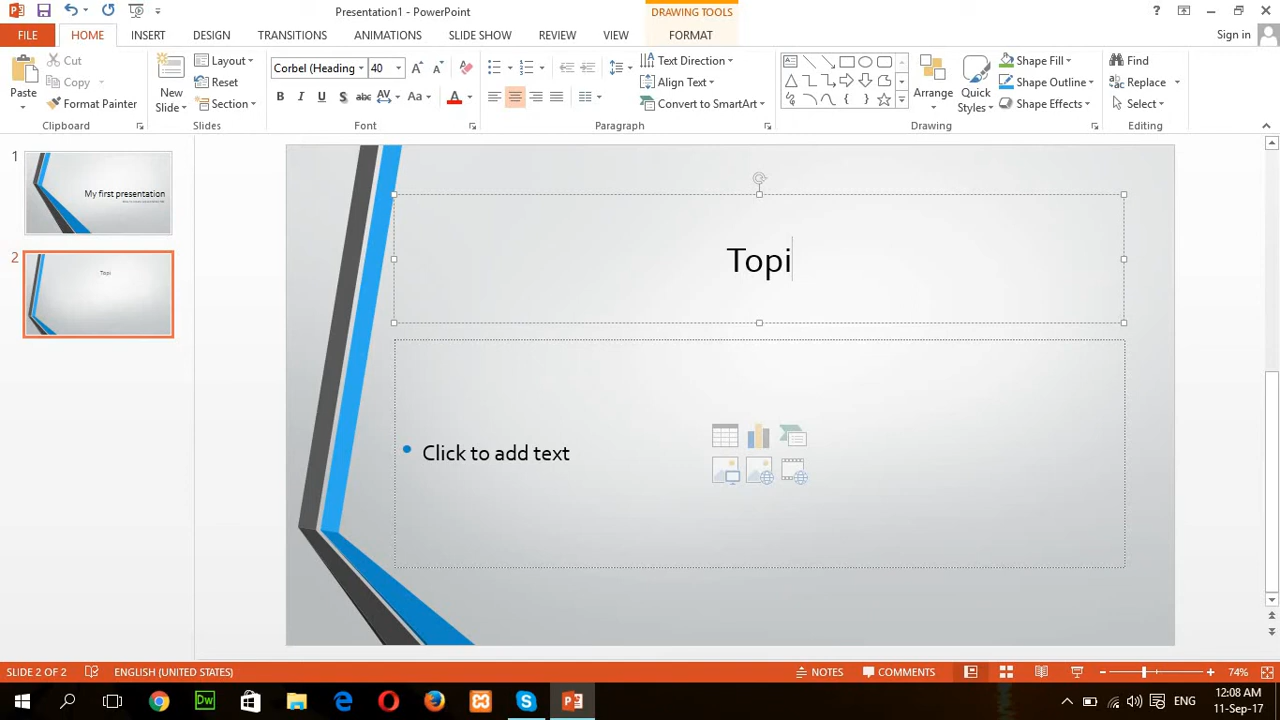 Presentation1 - PowerPoint
DRAWING TOOLS
?
FILE
HOME
INSERT
DESIGN
TRANSITIONS
ANIMATIONS
SLIDE SHOW
REVIEW
VIEW
FORMAT
Sign in
Paste
Cut
Copy
Format Painter
Clipboard
New
Slide
Layout
Reset
Section
Slides
Corbel (Heading
40
B I U S abc AV Aa A
Font
Text Direction
Align Text
Convert to SmartArt
Paragraph
Arrange
Quick
Styles
Shape Fill
Shape Outline
Shape Effects
Drawing
Find
Replace
Select
Editing
1
My first presentation
2
Topi
Topi
Click to add text
SLIDE 2 OF 2
ENGLISH (UNITED STATES)
NOTES
COMMENTS
74%
Dw
ENG
12:08 AM
11-Sep-17